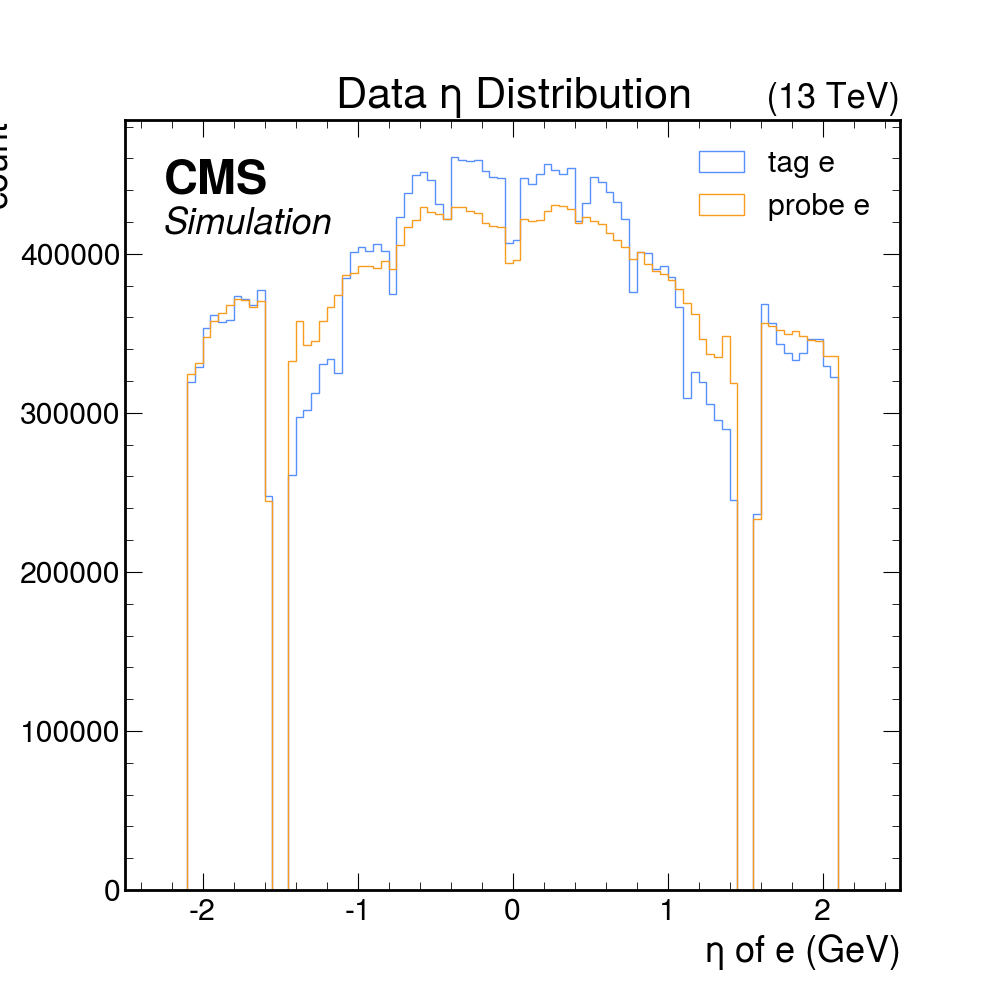 Data η Distribution (13 TeV)
count
CMS
Simulation
tag e
probe e
400000
300000
200000
100000
0
-2 -1 0 1 2
η of e (GeV)